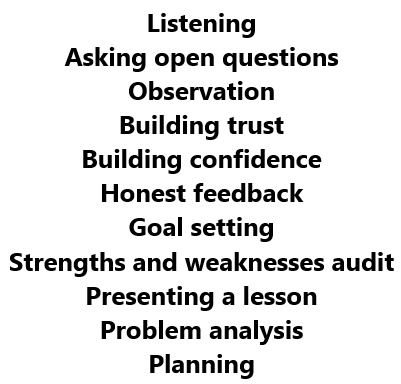 Listening
Asking open questions
Observation
Building trust
Building confidence
Honest feedback
Goal setting
Strengths and weaknesses audit
Presenting a lesson
Problem analysis
Planning